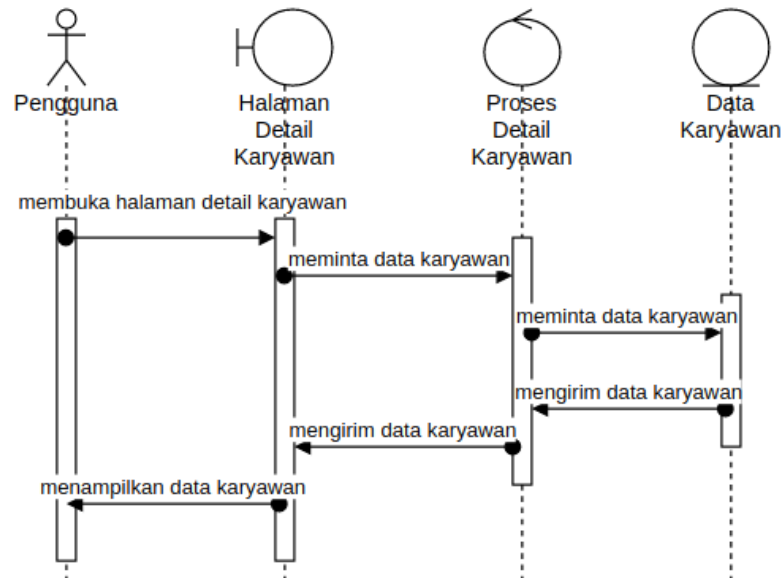 Pengguna
Halaman
Detail
Karyawan
Proses
Detail
Karyawan
Data
Karyawan
membuka halaman detail karyawan
meminta data karyawan
meminta data karyawan
mengirim data karyawan
mengirim data karyawan
menampilkan data karyawan